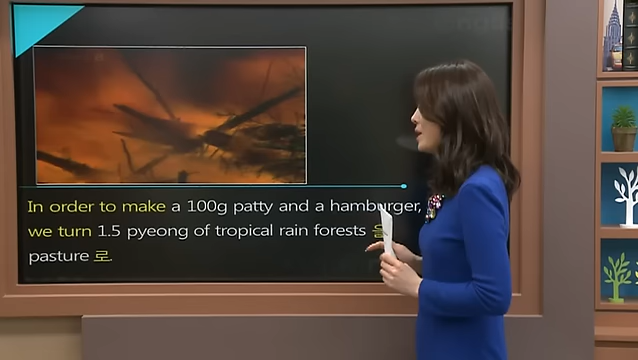 In order to make a 100g patty and a hamburger,
we turn 1.5 pyeong of tropical rain forests 을
pasture 로.